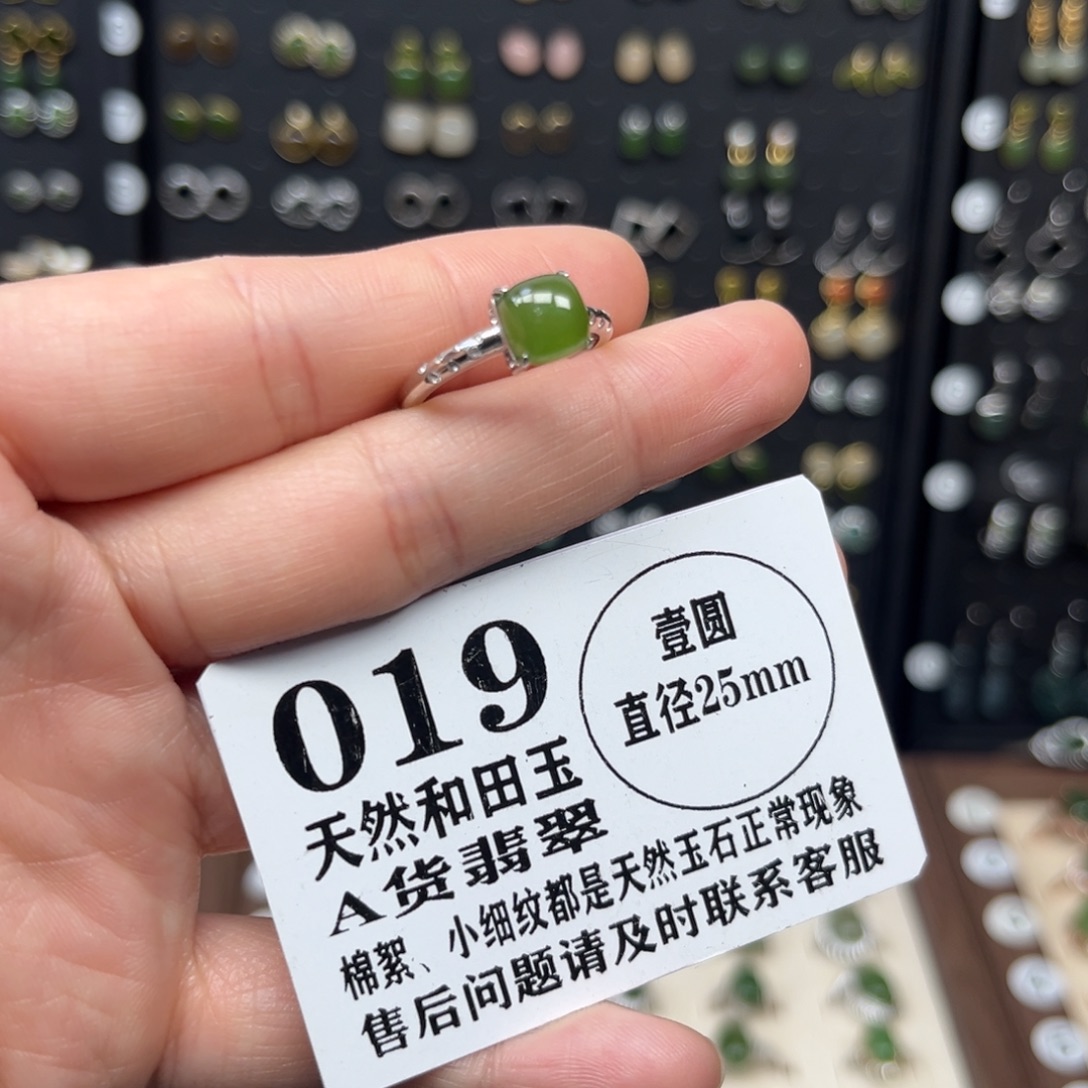 019
壹圆
直径25mm
天然和田玉
A货翡翠
棉絮、小细纹都是天然玉石正常现象
售后问题请及时联系客服